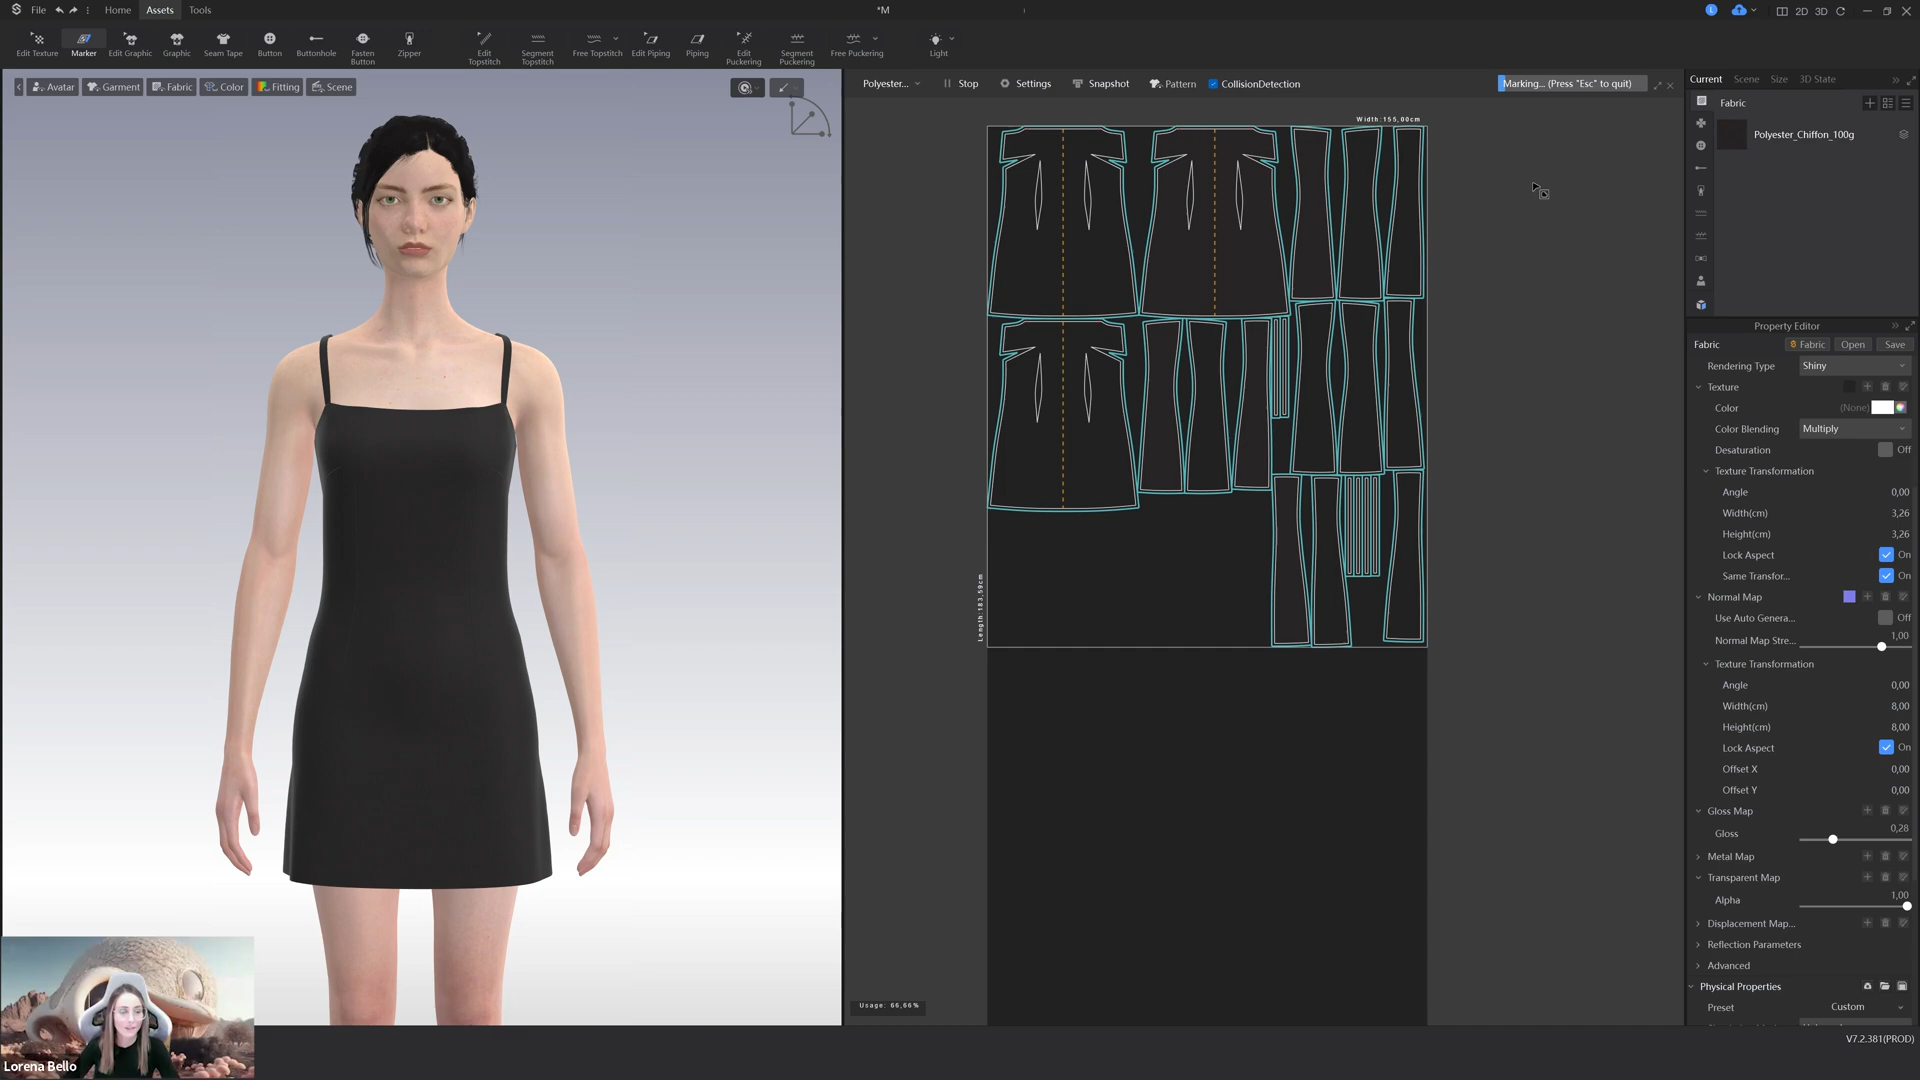 File
Home
Assets
Tools
*M
L
2D
3D
Edit Texture
Marker
Edit Graphic
Graphic
Seam Tape
Button
Buttonhole
Fasten
Button
Zipper
Edit
Topstitch
Segment
Topstitch
Free Topstitch
Edit Piping
Piping
Edit
Puckering
Segment
Puckering
Free Puckering
Light
Avatar
Garment
Fabric
Color
Fitting
Scene
Polyester...
Stop
Settings
Snapshot
Pattern
CollisionDetection
Marking... (Press "Esc" to quit)
Width:155,00cm
Length:183,59cm
Usage: 66,66%
Current
Scene
Size
3D State
Fabric
Polyester_Chiffon_100g
Property Editor
Fabric
Fabric
Open
Save
Rendering Type
Shiny
Texture
Color
(None)
Color Blending
Multiply
Desaturation
Off
Texture Transformation
Angle
0,00
Width(cm)
3,26
Height(cm)
3,26
Lock Aspect
On
Same Transfor...
On
Normal Map
Use Auto Genera...
Off
Normal Map Stre...
1,00
Texture Transformation
Angle
0,00
Width(cm)
8,00
Height(cm)
8,00
Lock Aspect
On
Offset X
0,00
Offset Y
0,00
Gloss Map
Gloss
0,28
Metal Map
Transparent Map
Alpha
1,00
Displacement Map...
Reflection Parameters
Advanced
Physical Properties
Preset
Custom
V7.2.381(PROD)
Lorena Bello